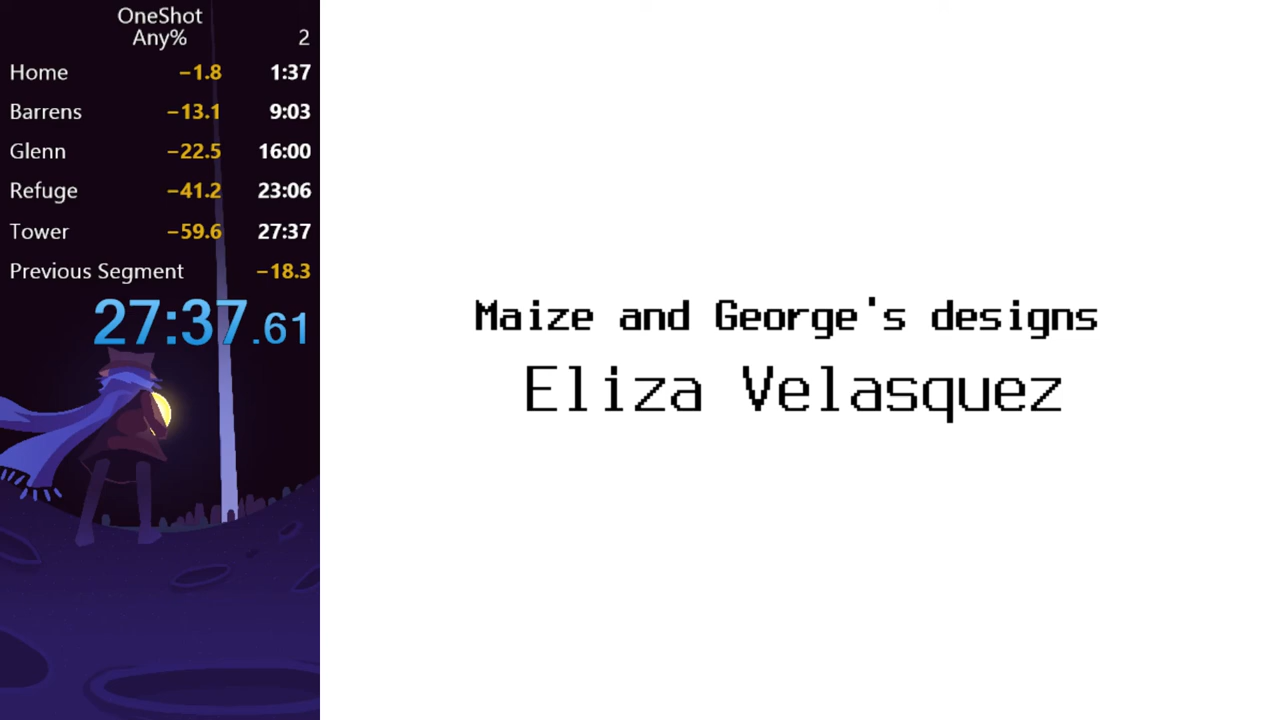 OneShot
Any% 2
Home −1.8 1:37
Barrens −13.1 9:03
Glenn −22.5 16:00
Refuge −41.2 23:06
Tower −59.6 27:37
Previous Segment −18.3
27:37.61
Maize and George's designs
Eliza Velasquez